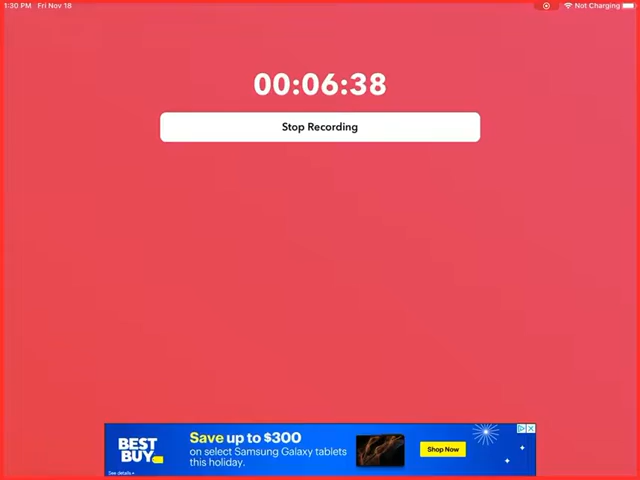 1:30 PM Fri Nov 18
Not Charging
00:06:38
Stop Recording
BEST
BUY
Save up to $300
on select Samsung Galaxy tablets
this holiday.
Shop Now
See details